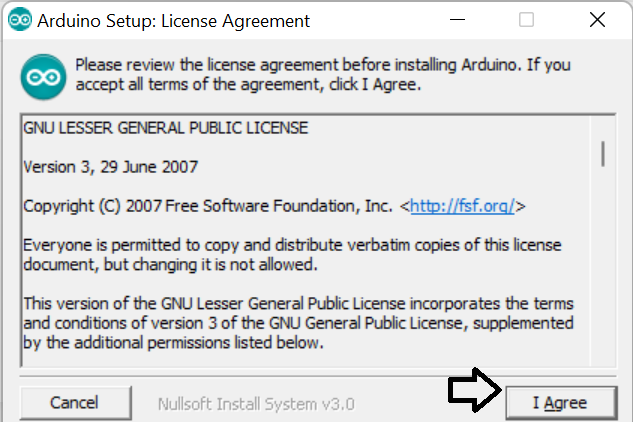 Arduino Setup: License Agreement
Please review the license agreement before installing Arduino. If you
accept all terms of the agreement, click I Agree.
GNU LESSER GENERAL PUBLIC LICENSE
Version 3, 29 June 2007
Copyright (C) 2007 Free Software Foundation, Inc. <http://fsf.org/>
Everyone is permitted to copy and distribute verbatim copies of this license
document, but changing it is not allowed.
This version of the GNU Lesser General Public License incorporates the terms
and conditions of version 3 of the GNU General Public License, supplemented
by the additional permissions listed below.
Cancel
Nullsoft Install System v3.0
I Agree